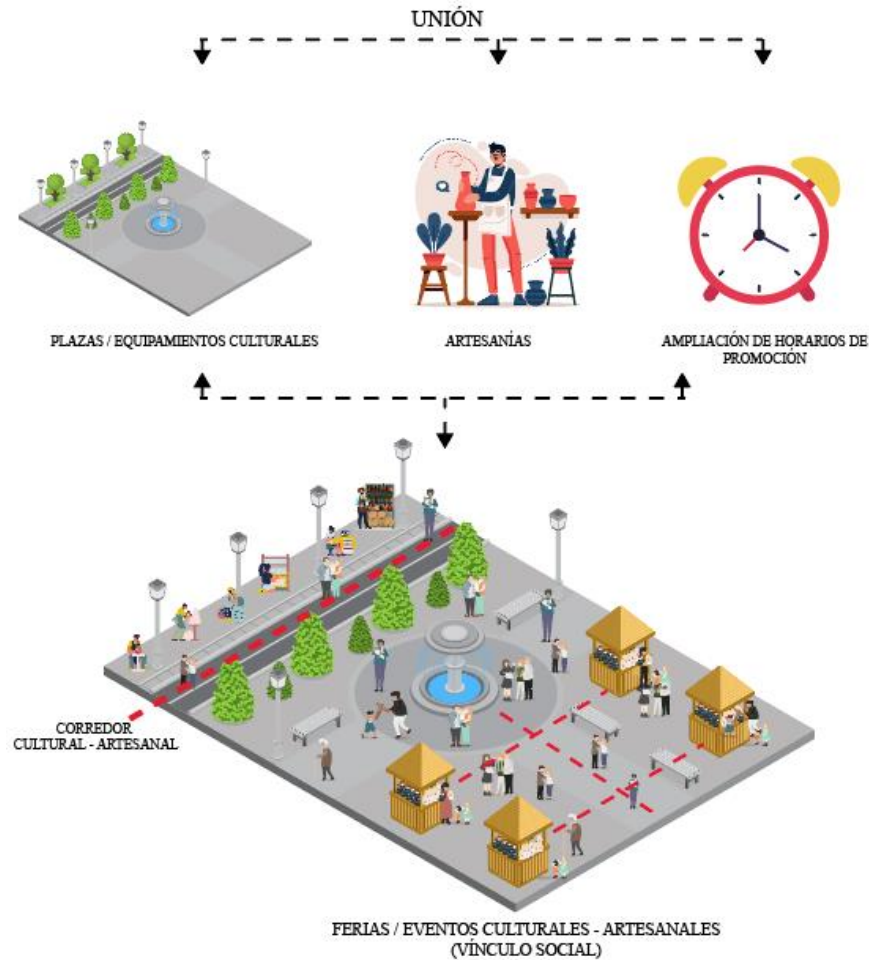 UNIÓN
PLAZAS / EQUIPAMIENTOS CULTURALES
ARTESANÍAS
AMPLIACIÓN DE HORARIOS DE
PROMOCIÓN
CORREDOR
CULTURAL - ARTESANAL
FERIAS / EVENTOS CULTURALES - ARTESANALES
(VÍNCULO SOCIAL)